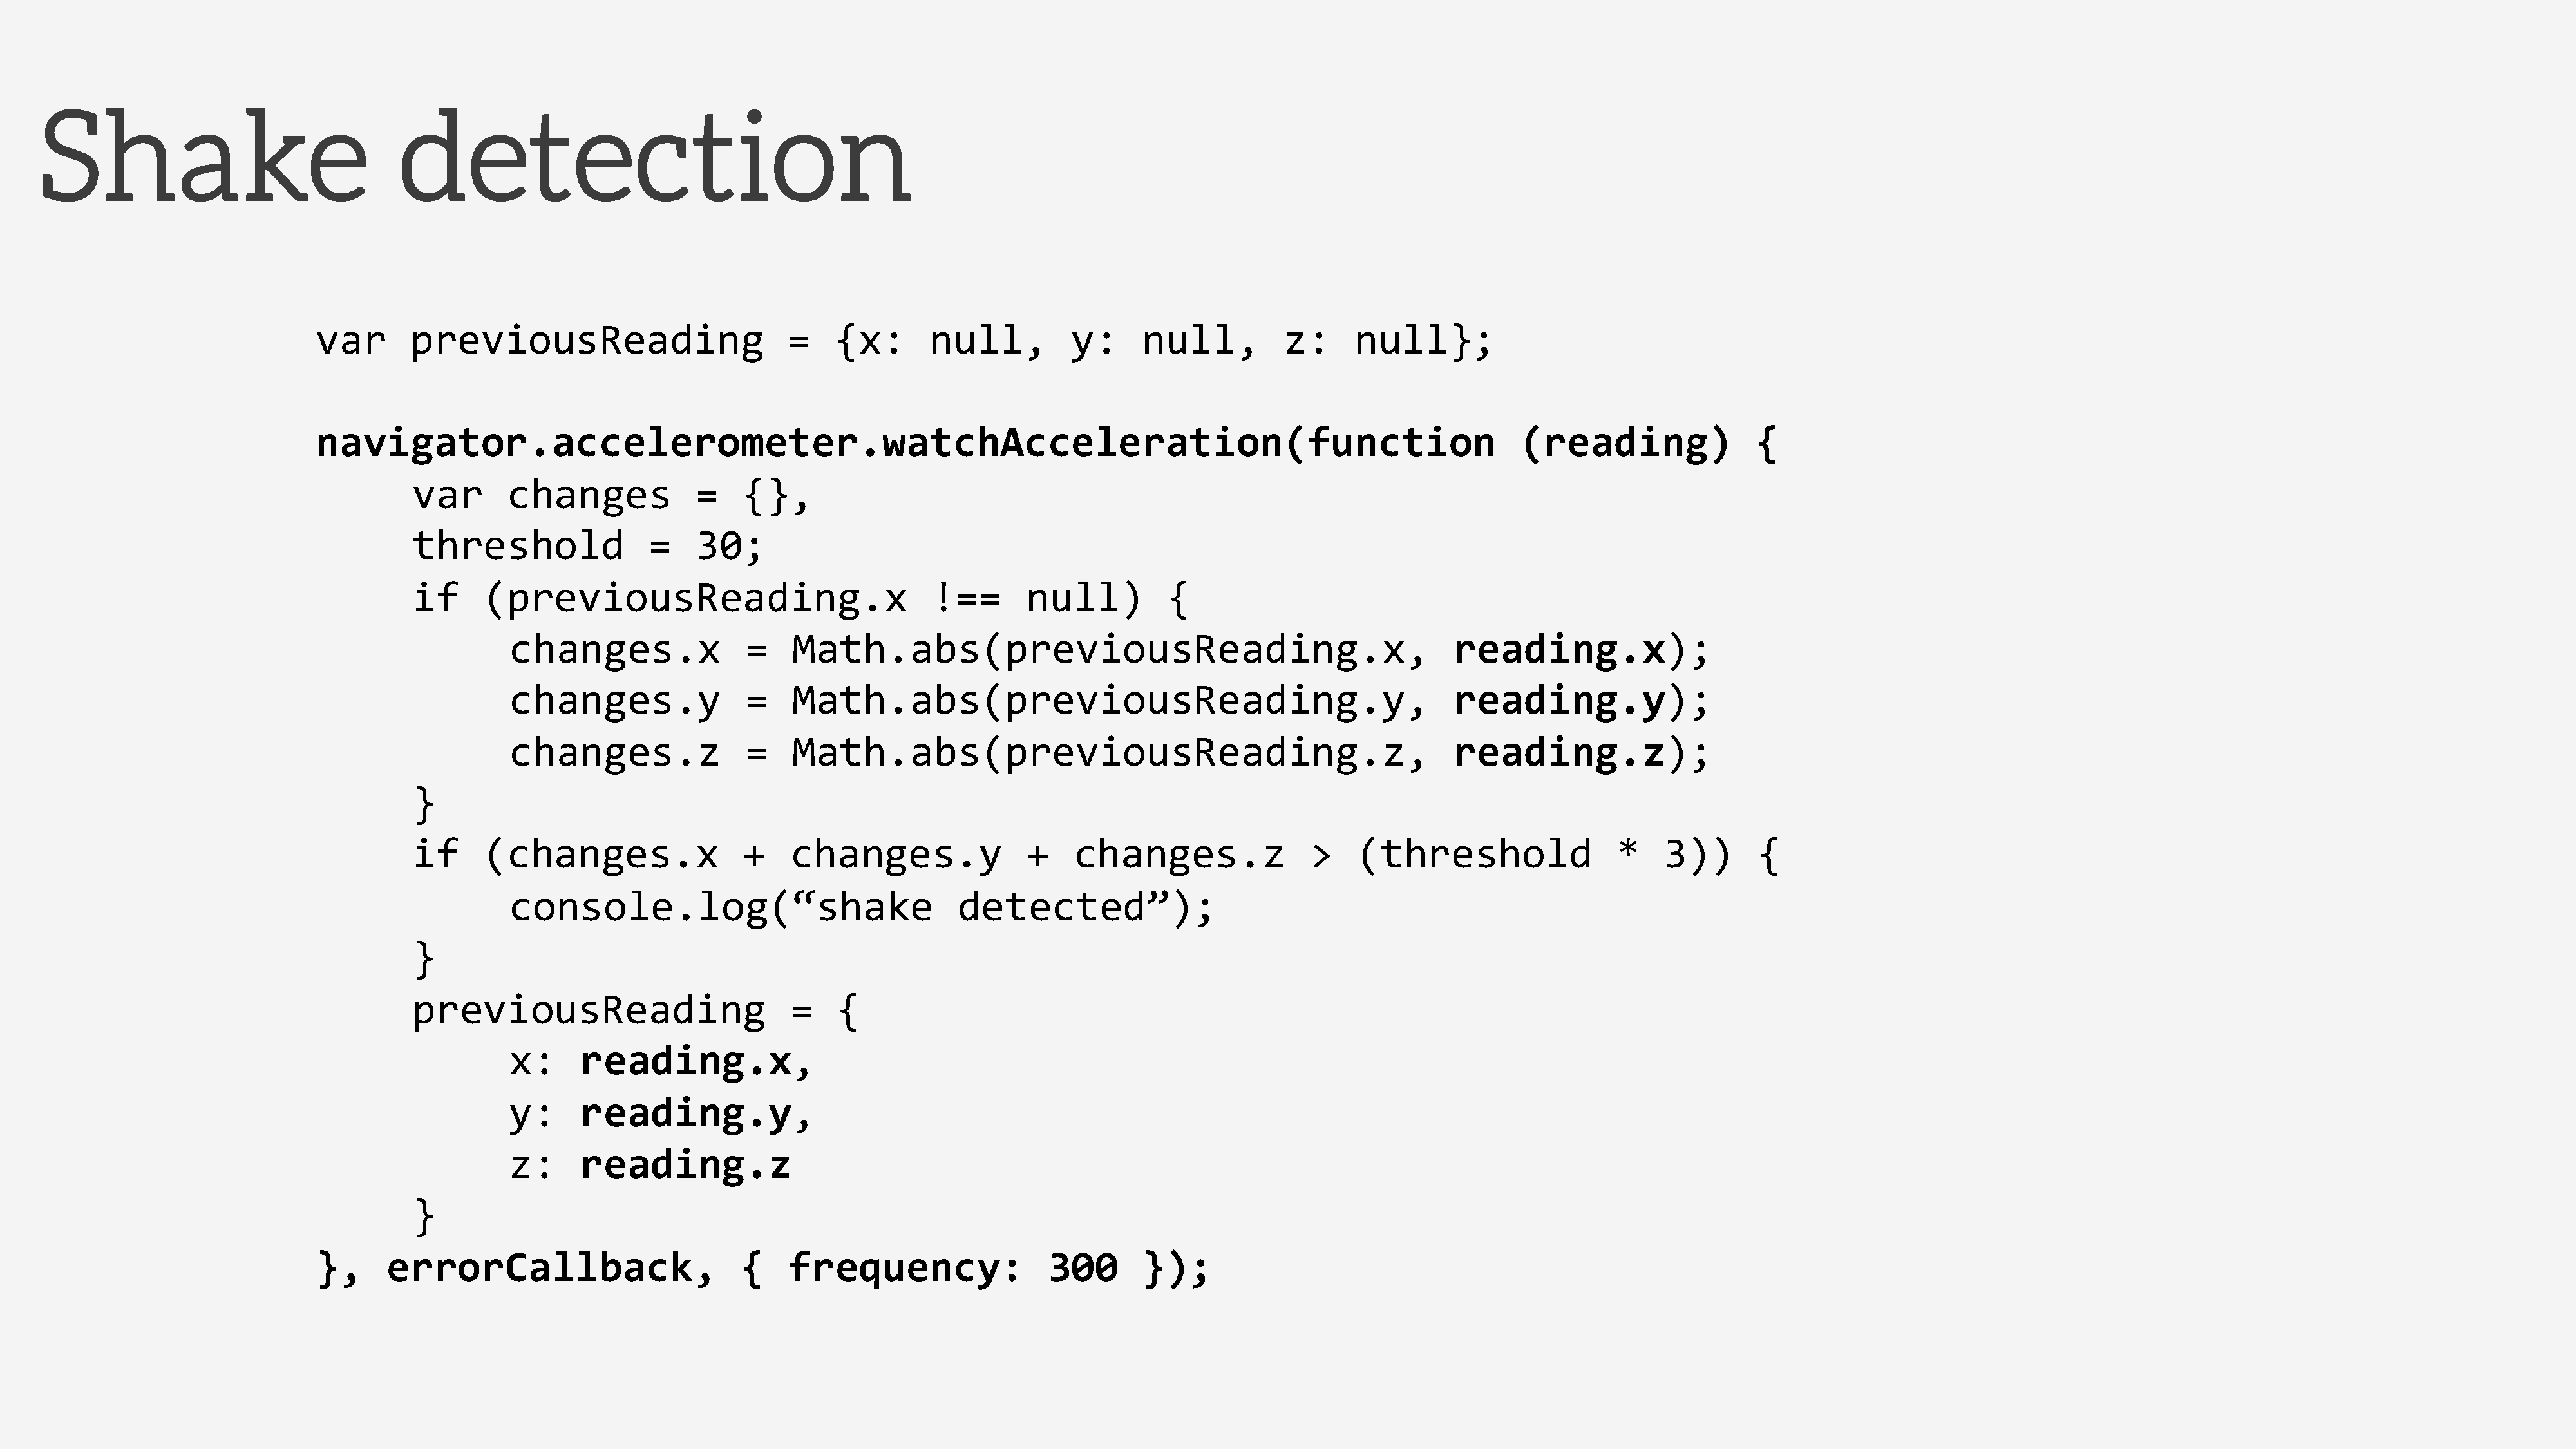 Shake detection
var previousReading = {x: null, y: null, z: null};
navigator.accelerometer.watchAcceleration(function (reading) {
    var changes = {},
    threshold = 30;
    if (previousReading.x !== null) {
        changes.x = Math.abs(previousReading.x, reading.x);
        changes.y = Math.abs(previousReading.y, reading.y);
        changes.z = Math.abs(previousReading.z, reading.z);
    }
    if (changes.x + changes.y + changes.z > (threshold * 3)) {
        console.log(“shake detected”);
    }
    previousReading = {
        x: reading.x,
        y: reading.y,
        z: reading.z
    }
}, errorCallback, { frequency: 300 });